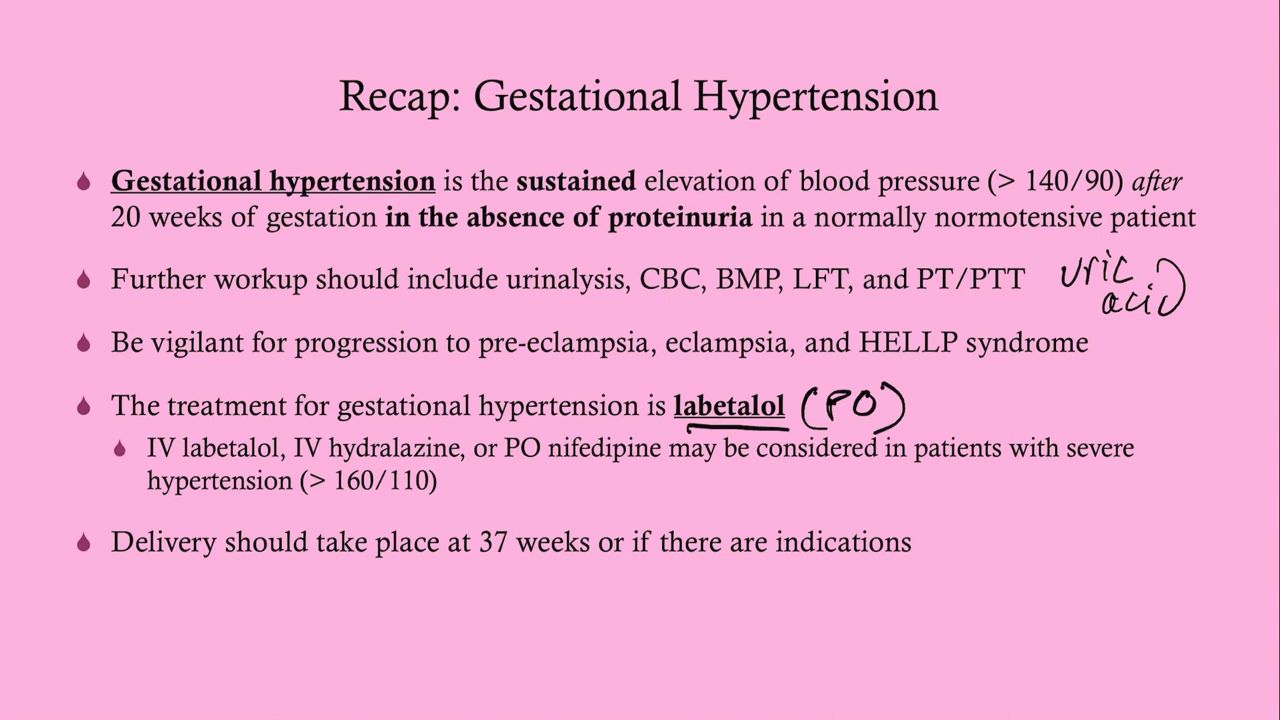 Recap: Gestational Hypertension
Gestational hypertension is the sustained elevation of blood pressure (> 140/90) after
20 weeks of gestation in the absence of proteinuria in a normally normotensive patient
Further workup should include urinalysis, CBC, BMP, LFT, and PT/PTT uric
acid
Be vigilant for progression to pre-eclampsia, eclampsia, and HELLP syndrome
The treatment for gestational hypertension is labetalol (PO)
IV labetalol, IV hydralazine, or PO nifedipine may be considered in patients with severe
hypertension (> 160/110)
Delivery should take place at 37 weeks or if there are indications